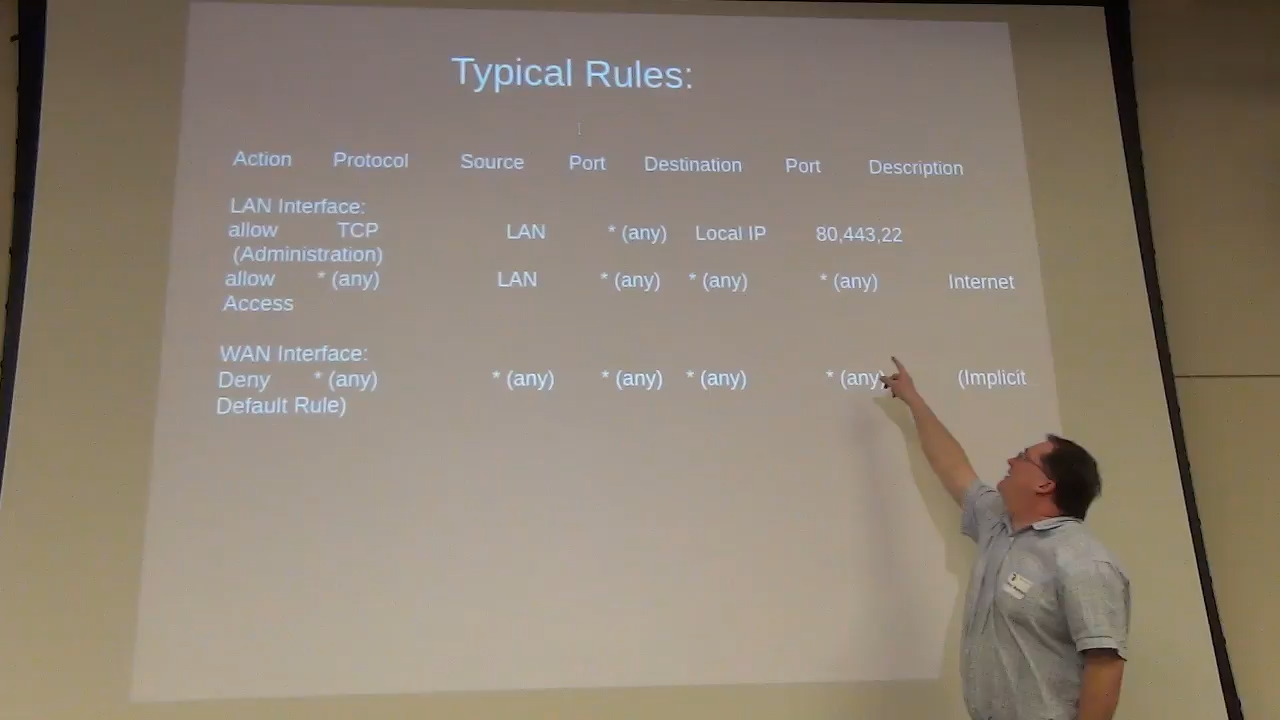 Typical Rules:
Action Protocol Source Port Destination Port Description
LAN Interface:
allow TCP LAN * (any) Local IP 80,443,22
(Administration)
allow * (any) LAN * (any) * (any) * (any) Internet
Access
WAN Interface:
Deny * (any) * (any) * (any) * (any) * (any) (Implicit
Default Rule)